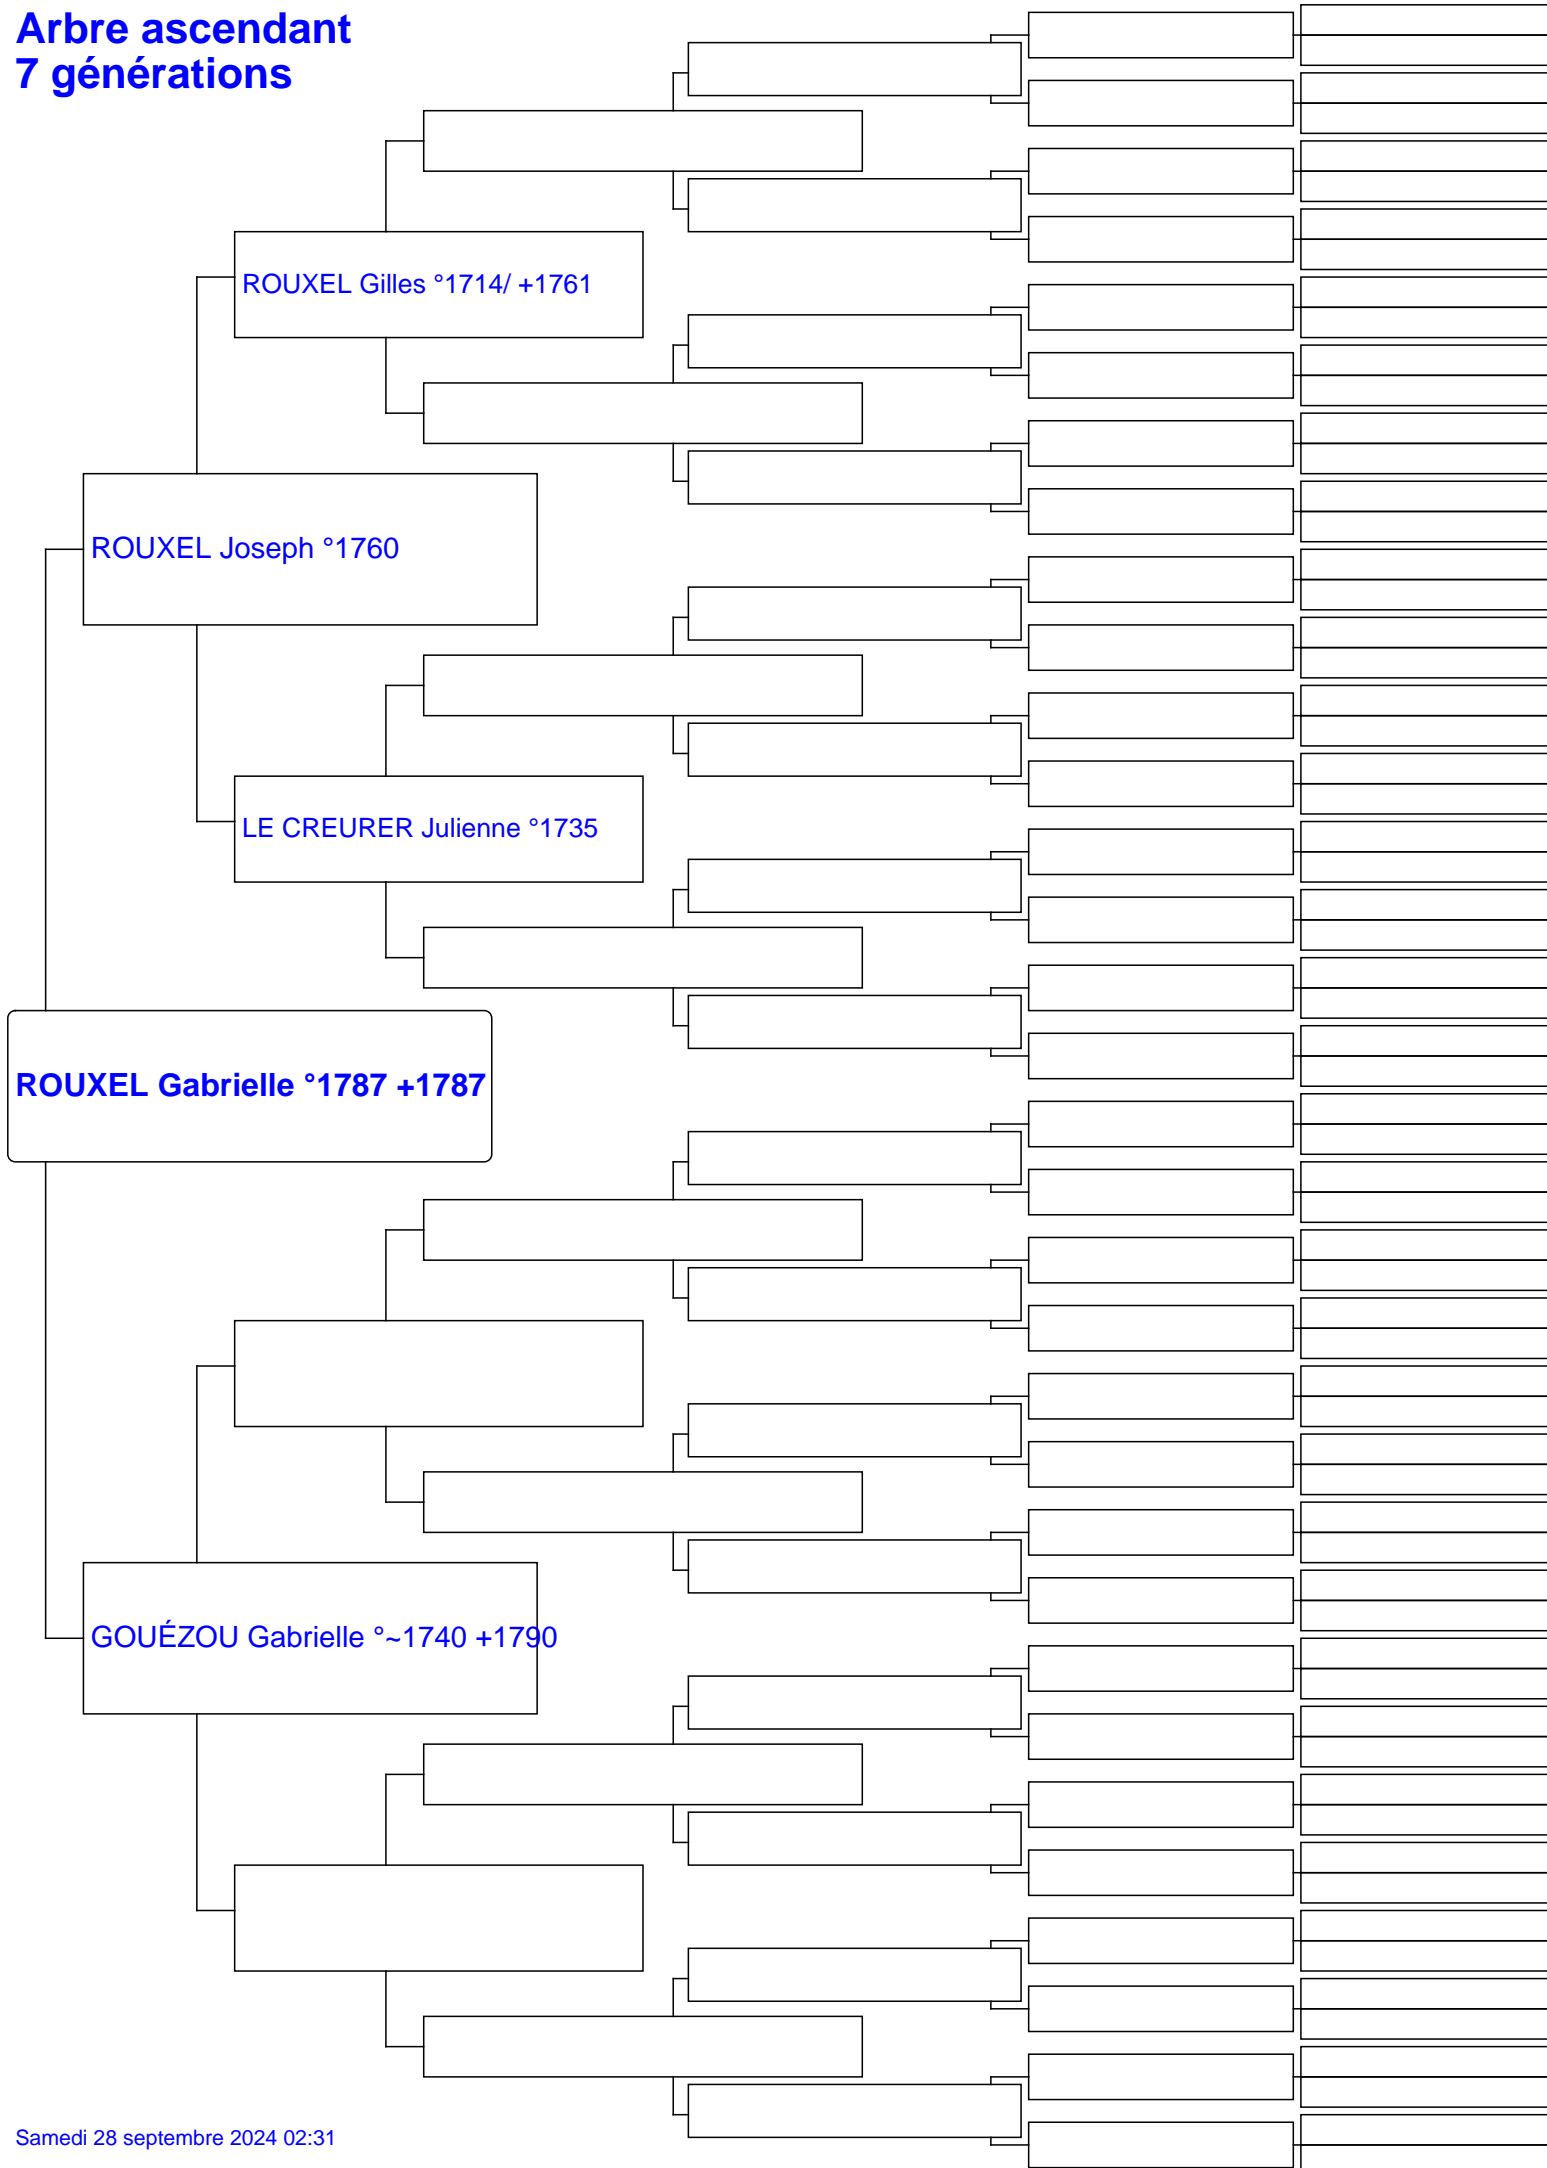 Arbre ascendant
7 générations
ROUXEL Gilles °1714/ +1761
ROUXEL Joseph °1760
LE CREURER Julienne °1735
ROUXEL Gabrielle °1787 +1787
GOUÉZOU Gabrielle °~1740 +1790
Samedi 28 septembre 2024 02:31